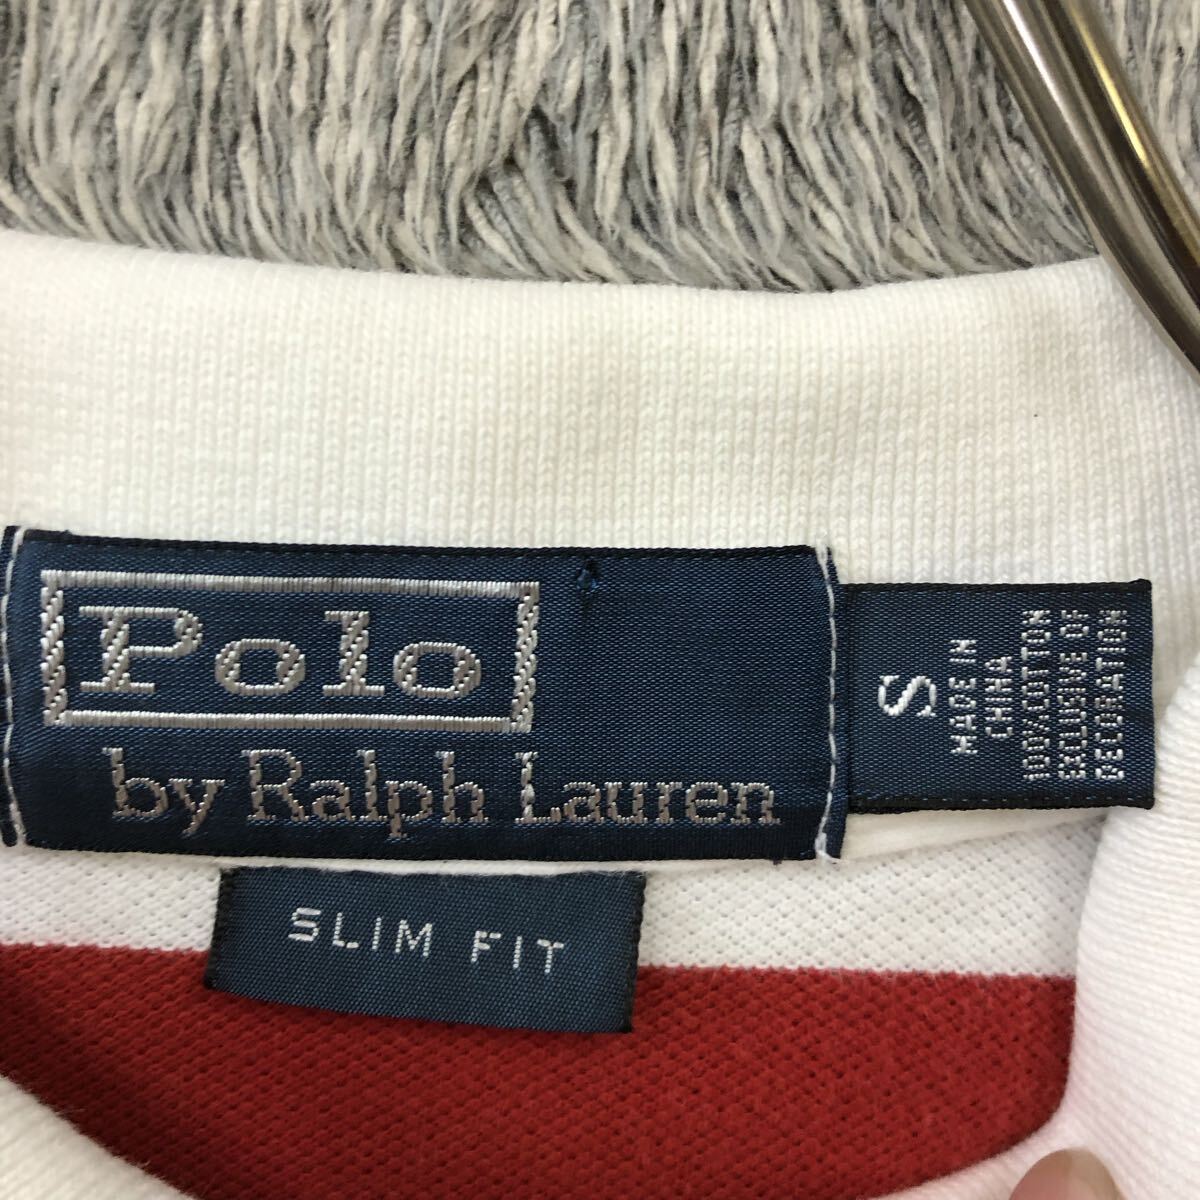 Polo
by Ralph Lauren
S
MADE IN
CHINA
100% COTTON
EXCLUSIVE OF
DECORATION
SLIM FIT